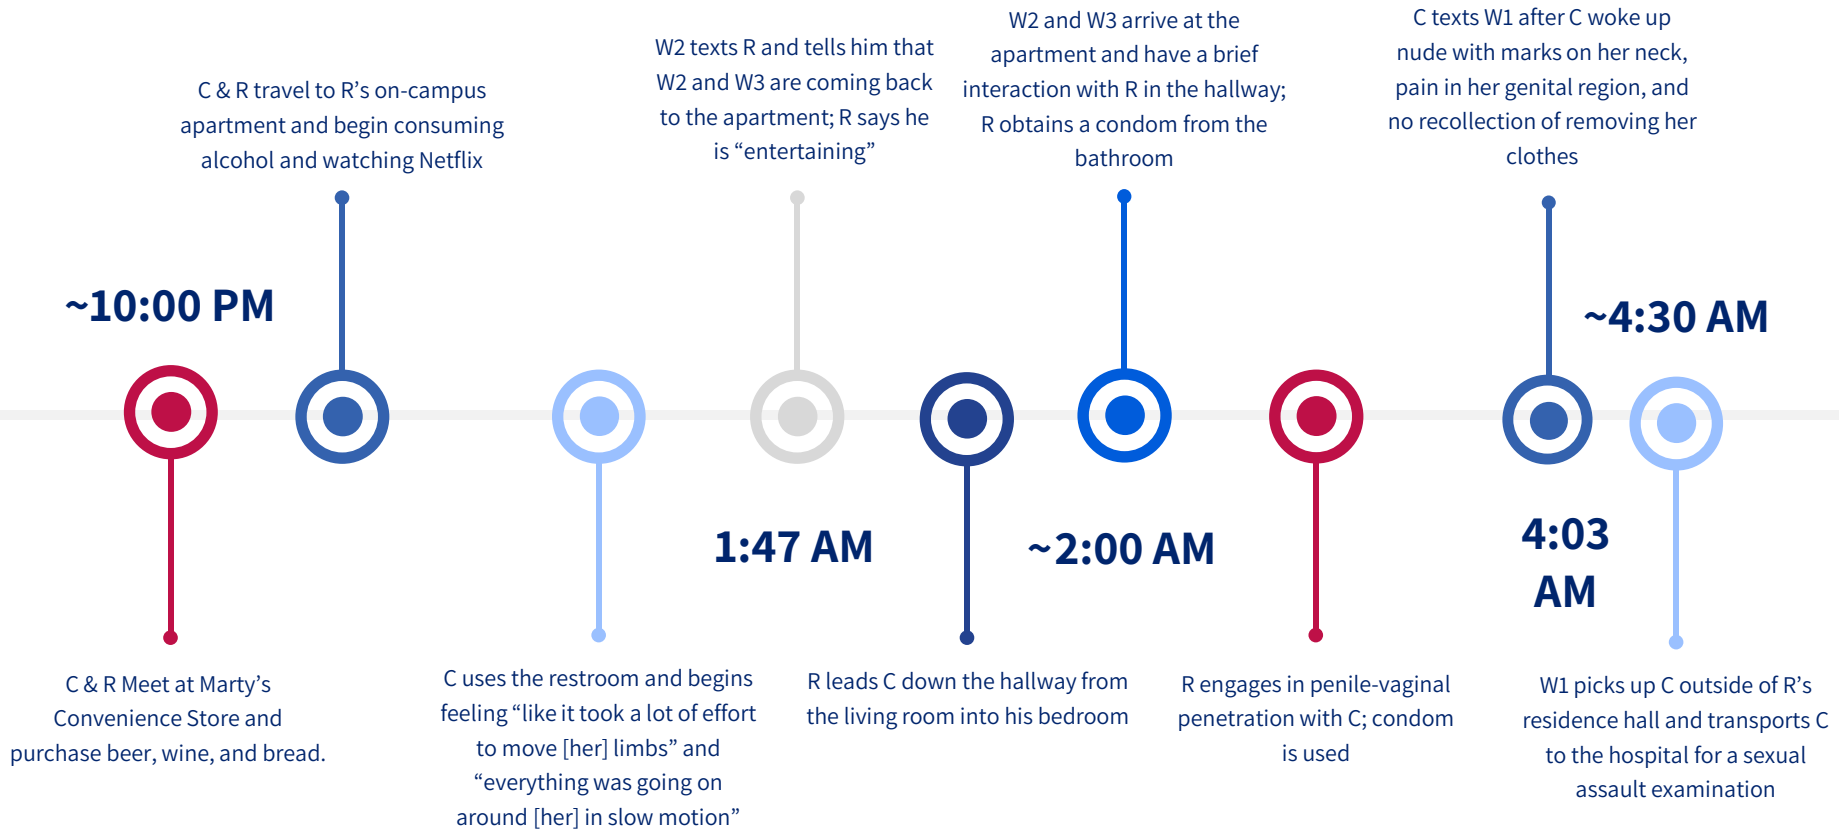 ~10:00 PM
C & R Meet at Marty’s
Convenience Store and
purchase beer, wine, and bread.
C & R travel to R’s on-campus
apartment and begin consuming
alcohol and watching Netflix
C uses the restroom and begins
feeling “like it took a lot of effort
to move [her] limbs” and
“everything was going on
around [her] in slow motion”
W2 texts R and tells him that
W2 and W3 are coming back
to the apartment; R says he
is “entertaining”
1:47 AM
R leads C down the hallway from
the living room into his bedroom
W2 and W3 arrive at the
apartment and have a brief
interaction with R in the hallway;
R obtains a condom from the
bathroom
~2:00 AM
R engages in penile-vaginal
penetration with C; condom
is used
C texts W1 after C woke up
nude with marks on her neck,
pain in her genital region, and
no recollection of removing her
clothes
4:03
AM
~4:30 AM
W1 picks up C outside of R’s
residence hall and transports C
to the hospital for a sexual
assault examination